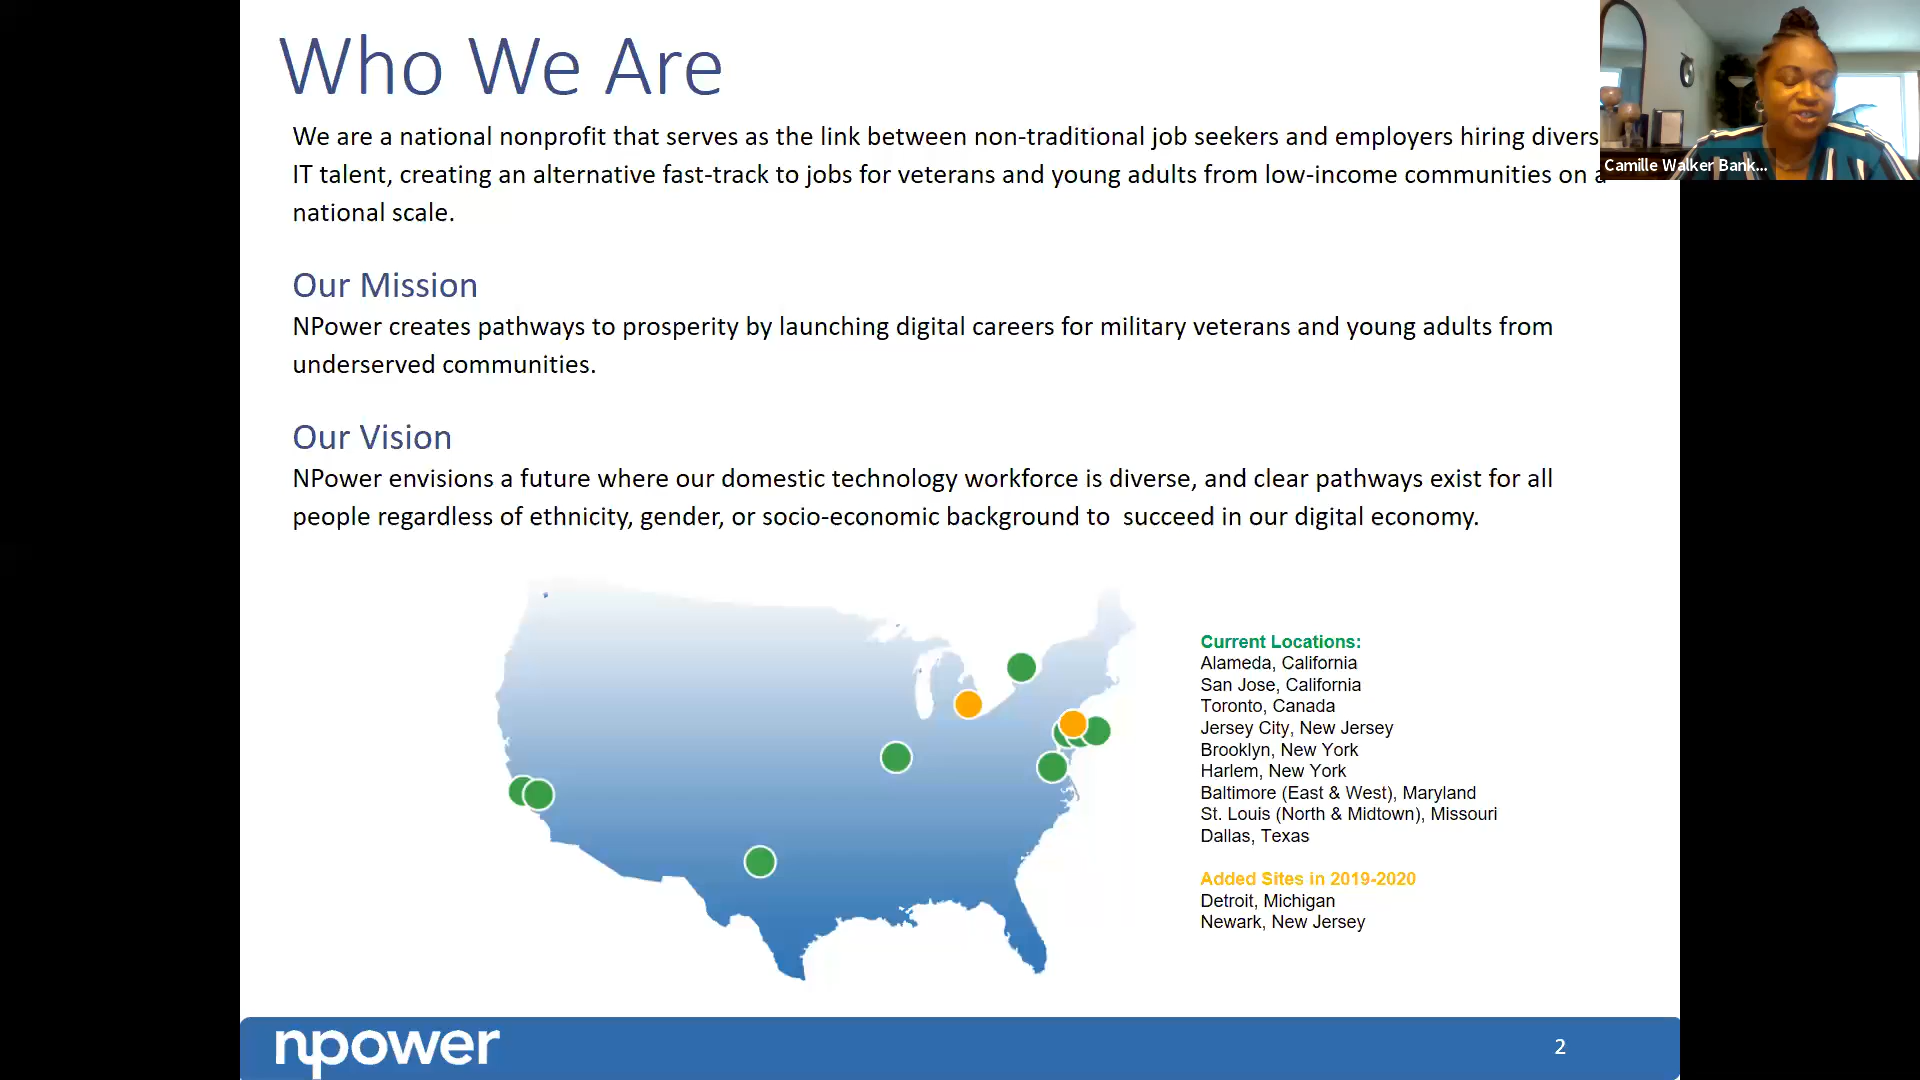 Who We Are
We are a national nonprofit that serves as the link between non-traditional job seekers and employers hiring divers
IT talent, creating an alternative fast-track to jobs for veterans and young adults from low-income communities on a
national scale.
Camille Walker Bank...
Our Mission
NPower creates pathways to prosperity by launching digital careers for military veterans and young adults from
underserved communities.
Our Vision
NPower envisions a future where our domestic technology workforce is diverse, and clear pathways exist for all
people regardless of ethnicity, gender, or socio-economic background to  succeed in our digital economy.
Current Locations:
Alameda, California
San Jose, California
Toronto, Canada
Jersey City, New Jersey
Brooklyn, New York
Harlem, New York
Baltimore (East & West), Maryland
St. Louis (North & Midtown), Missouri
Dallas, Texas
Added Sites in 2019-2020
Detroit, Michigan
Newark, New Jersey
npower
2